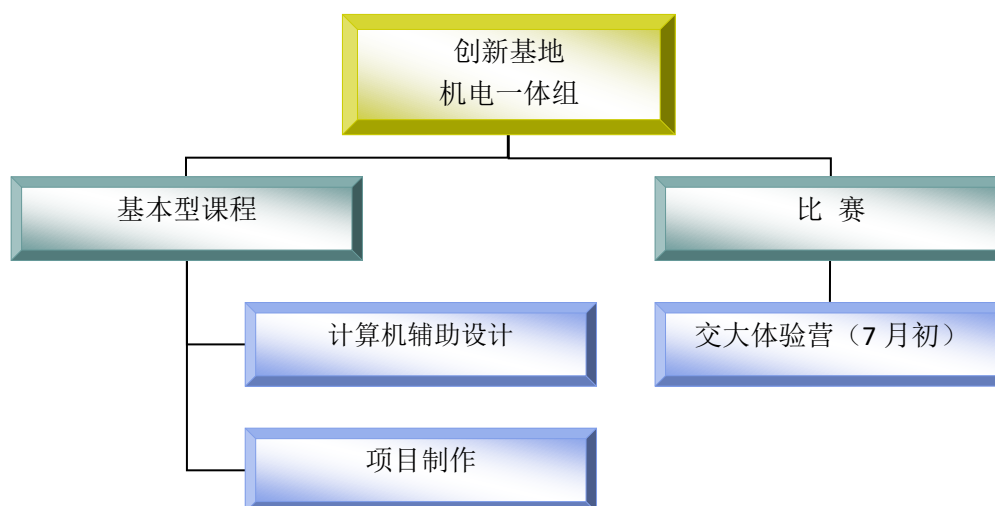 创新基地
机电一体组
基本型课程
比 赛
计算机辅助设计
交大体验营（7 月初）
项目制作